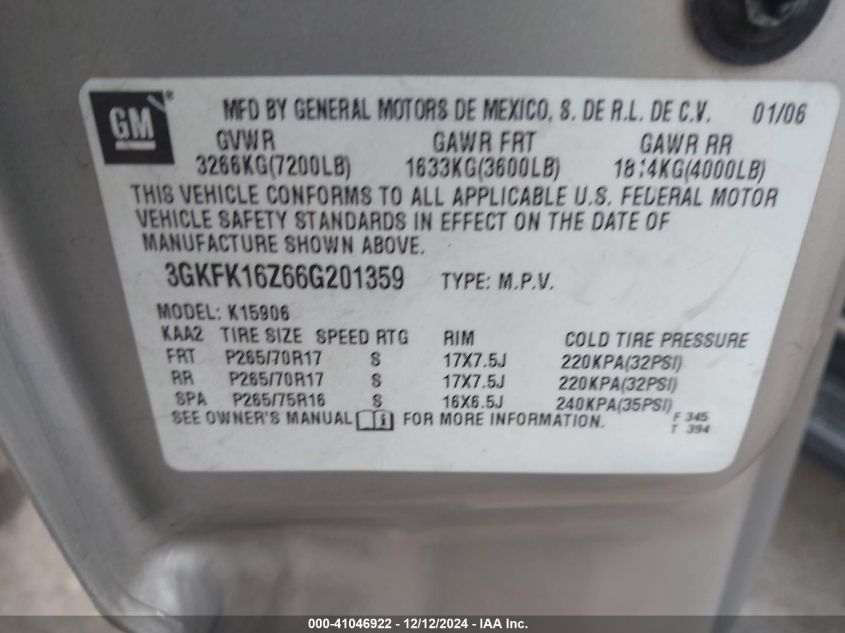 GM®
MFD BY GENERAL MOTORS DE MEXICO, S. DE R.L. DE C.V. 01/06
GVWR GAWR FRT GAWR RR
3266KG(7200LB) 1633KG(3600LB) 1814KG(4000LB)
THIS VEHICLE CONFORMS TO ALL APPLICABLE U.S. FEDERAL MOTOR
VEHICLE SAFETY STANDARDS IN EFFECT ON THE DATE OF
MANUFACTURE SHOWN ABOVE.
3GKFK16Z66G201359 TYPE: M.P.V.
MODEL: K15906
KAA2 TIRE SIZE SPEED RTG RIM COLD TIRE PRESSURE
FRT P265/70R17 S 17X7.5J 220KPA(32PSI)
RR P265/70R17 S 17X7.5J 220KPA(32PSI)
SPA P265/75R16 S 16X6.5J 240KPA(35PSI)
SEE OWNER'S MANUAL i FOR MORE INFORMATION. F 345
T 394
000-41046922 - 12/12/2024 - IAA Inc.